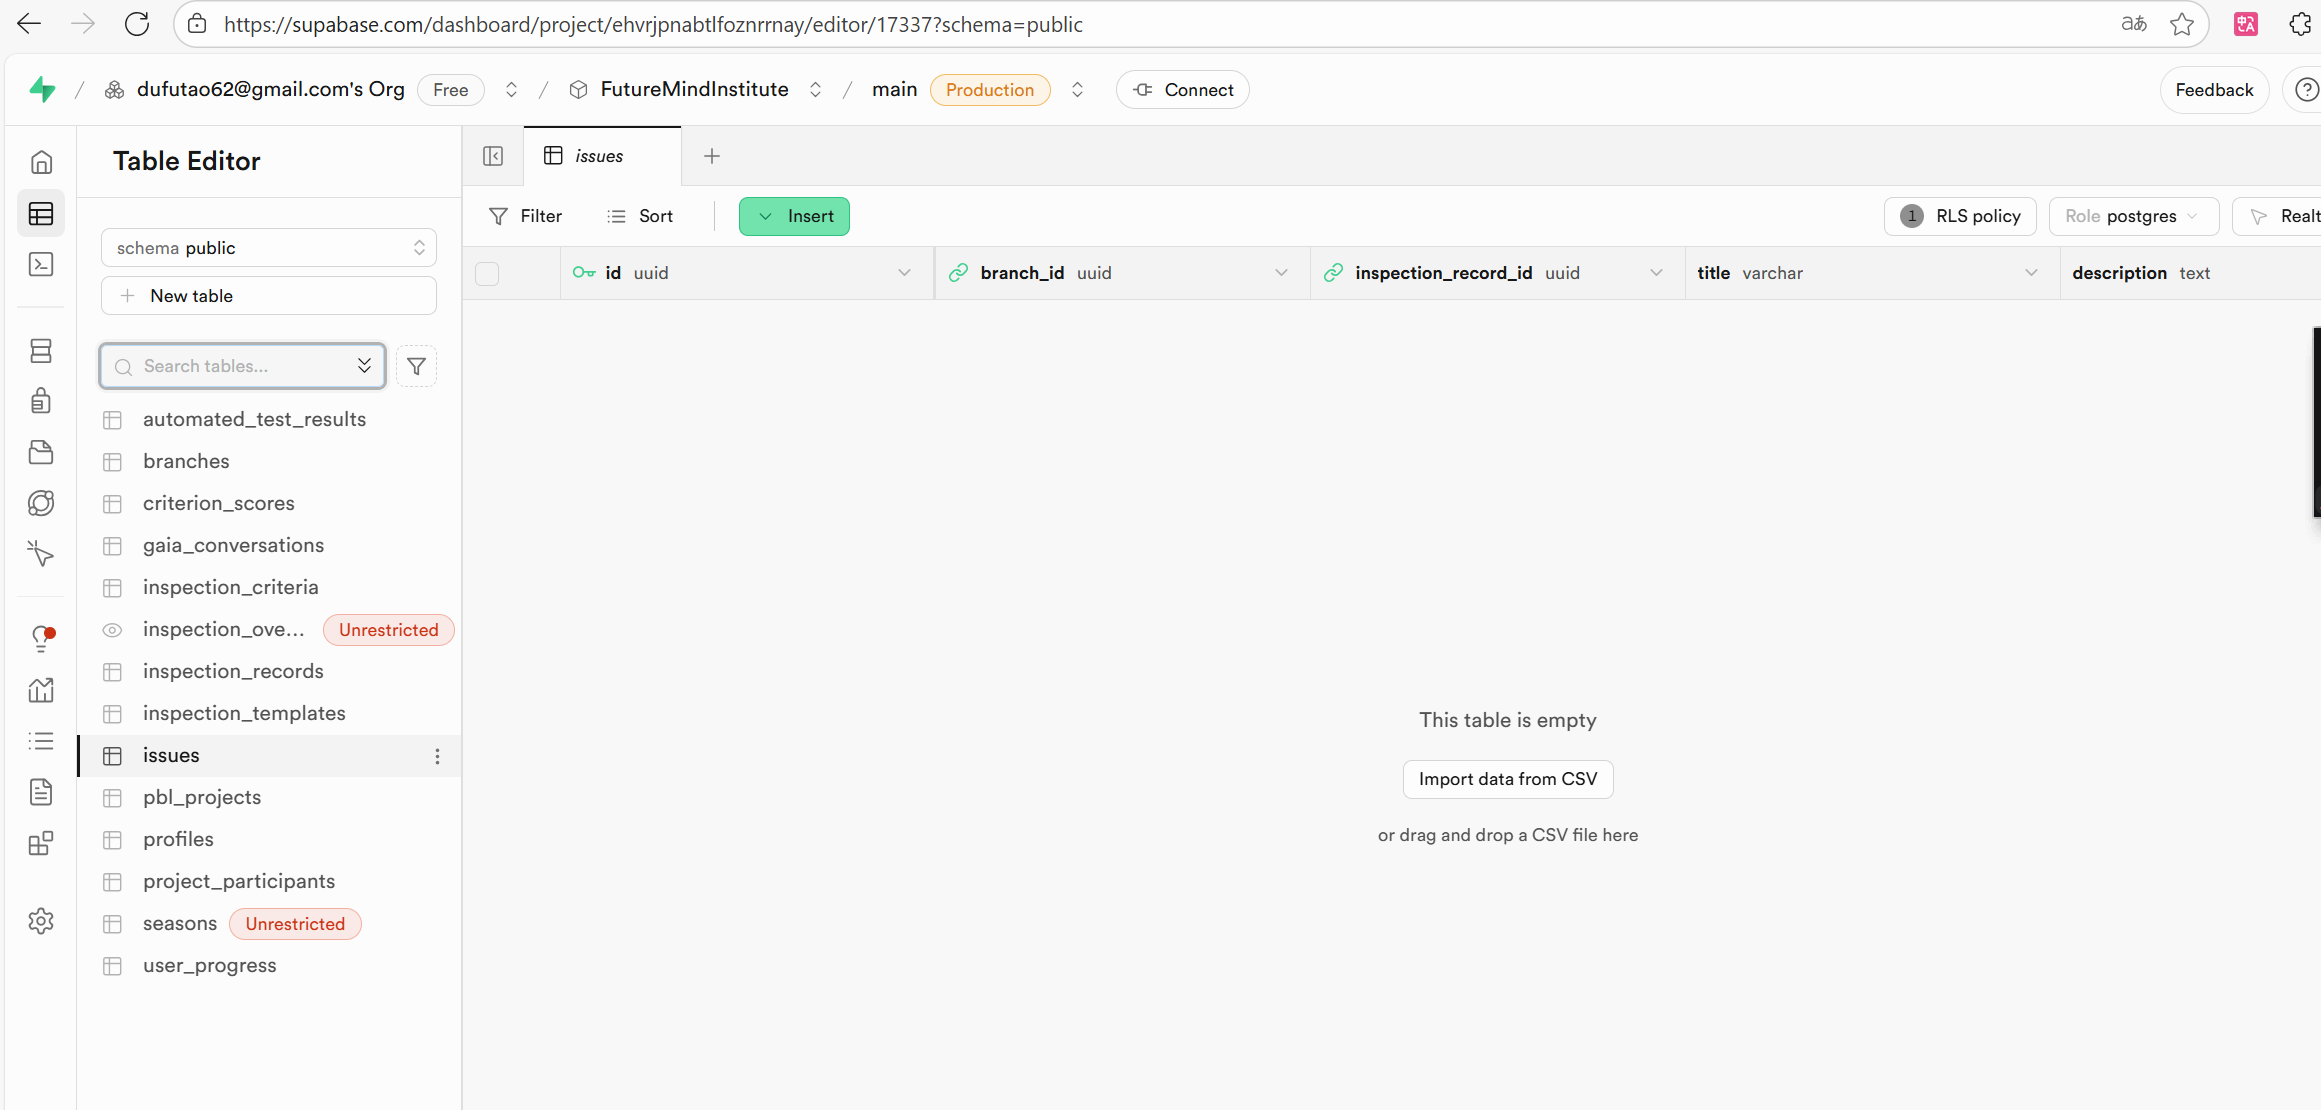 https://supabase.com/dashboard/project/ehvrjpnabtlfoznrrnay/editor/17337?schema=public
aあ
/ dufutao62@gmail.com's Org Free / FutureMindInstitute / main Production Connect Feedback
Table Editor
issues
Filter Sort Insert 1 RLS policy Role postgres Realt
schema public
New table
id uuid branch_id uuid inspection_record_id uuid title varchar description text
Search tables...
automated_test_results
branches
criterion_scores
gaia_conversations
inspection_criteria
inspection_ove... Unrestricted
inspection_records
inspection_templates
issues
pbl_projects
profiles
project_participants
seasons Unrestricted
user_progress
This table is empty
Import data from CSV
or drag and drop a CSV file here